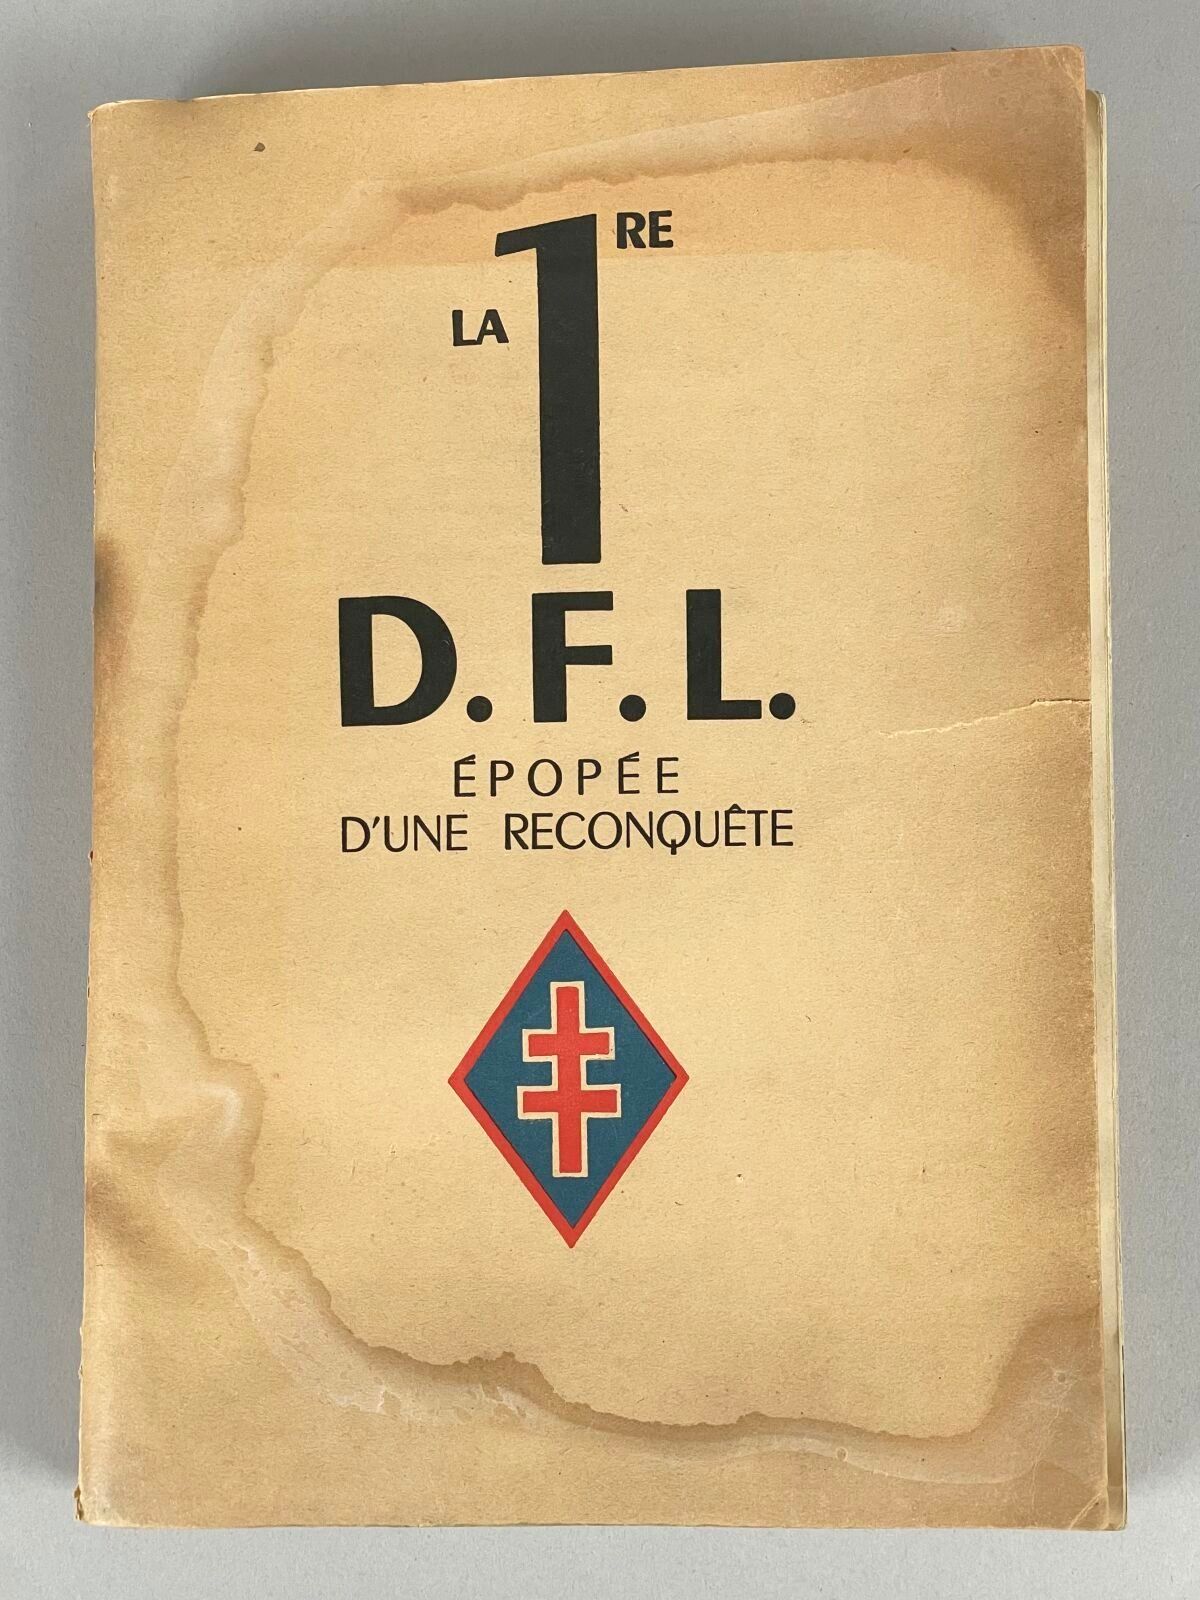 LA 1RE
D.F.L.
ÉPOPÉE
D'UNE RECONQUÊTE